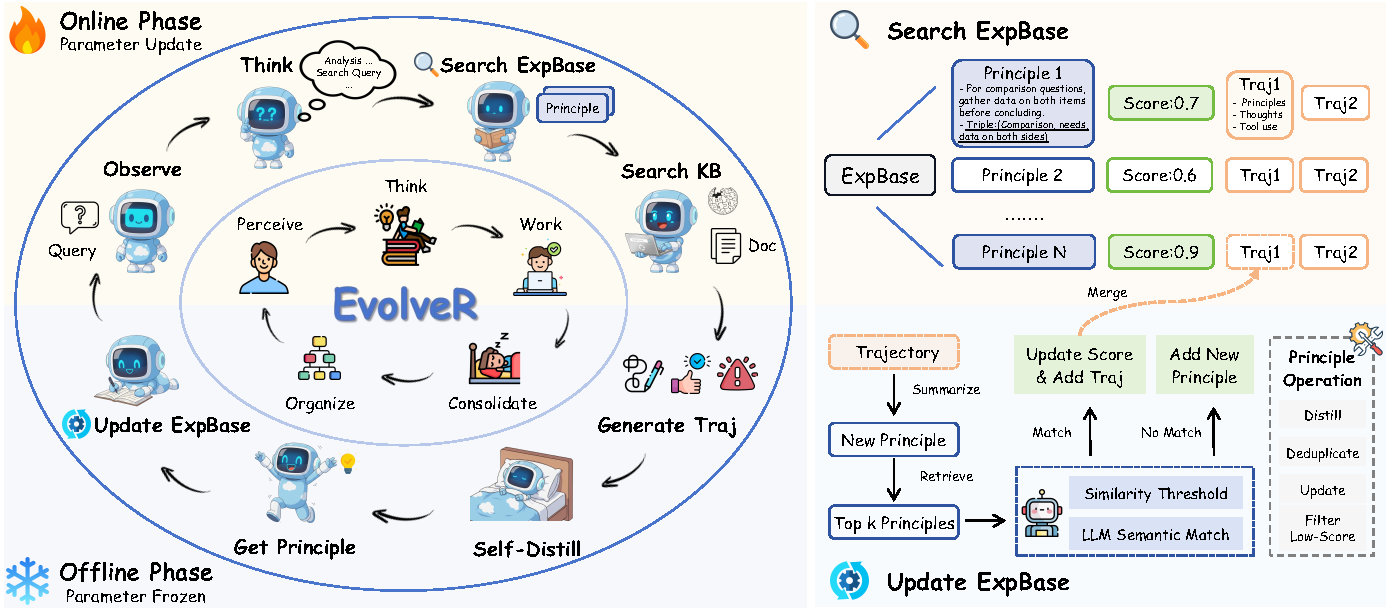 Online Phase
Parameter Update
Think
Analysis ...
Search Query
...
Search ExpBase
Principle
Observe
??
?
Query
Search KB
Doc
Perceive
Think
Work
EvolveR
Organize
Consolidate
z
z
z
Update ExpBase
Generate Traj
Get Principle
Self-Distill
Offline Phase
Parameter Frozen
Search ExpBase
ExpBase
Principle 1
- For comparison questions,
gather data on both items
before concluding.
- Triple:(Comparison, needs,
data on both sides)
Score:0.7
Traj1
- Principles
- Thoughts
- Tool use
Traj2
Principle 2
Score:0.6
Traj1
Traj2
.......
Principle N
Score:0.9
Traj1
Traj2
Merge
Trajectory
Summarize
New Principle
Retrieve
Top k Principles
Update Score
& Add Traj
Add New
Principle
Match
No Match
Similarity Threshold
LLM Semantic Match
Principle
Operation
Distill
Deduplicate
Update
Filter
Low-Score
Update ExpBase